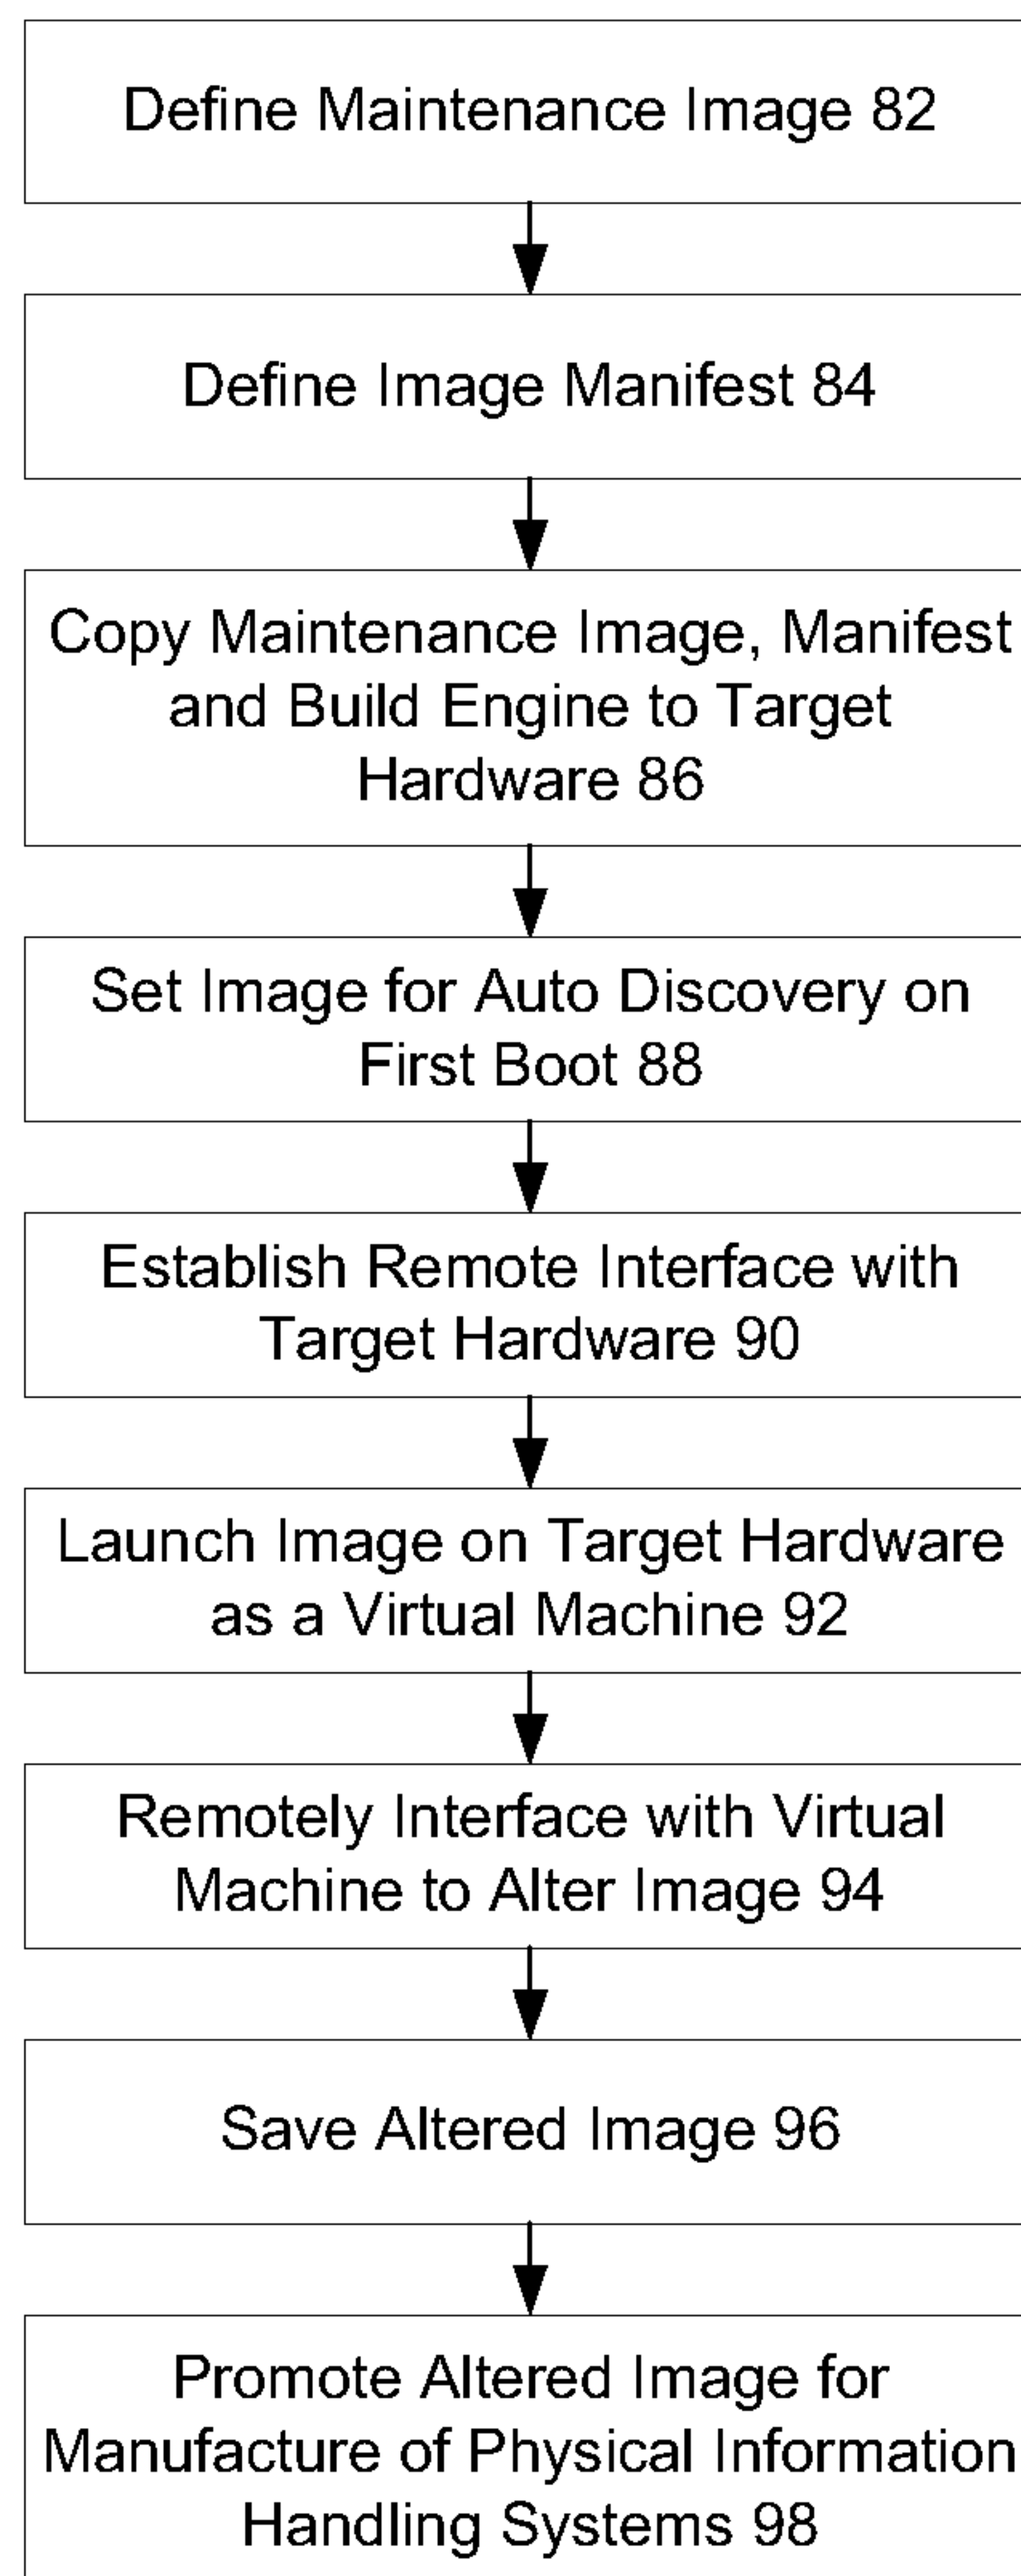 Define Maintenance Image 82
Define Image Manifest 84
Copy Maintenance Image, Manifest
and Build Engine to Target
Hardware 86
Set Image for Auto Discovery on
First Boot 88
Establish Remote Interface with
Target Hardware 90
Launch Image on Target Hardware
as a Virtual Machine 92
Remotely Interface with Virtual
Machine to Alter Image 94
Save Altered Image 96
Promote Altered Image for
Manufacture of Physical Information
Handling Systems 98